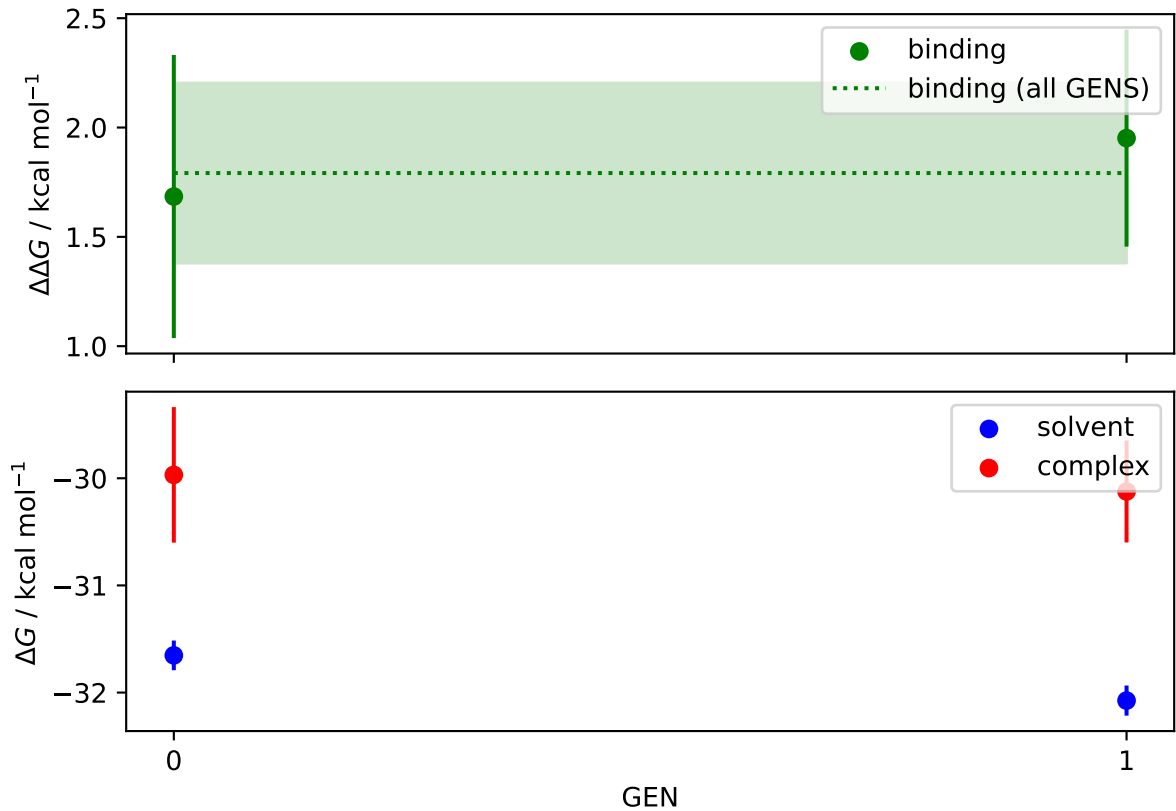 2.5
2.0
1.5
1.0
ΔΔG / kcal mol⁻¹
binding
binding (all GENS)
−30
−31
−32
ΔG / kcal mol⁻¹
solvent
complex
0
1
GEN